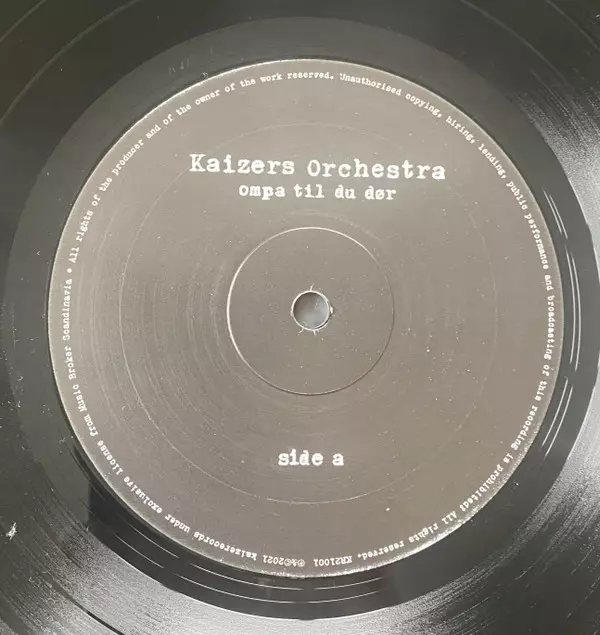 Kaizers Orchestra
ompa til du dør
side a
℗&©2021 kaizerecords under exclusive license from Music Broker Scandinavia • All rights of the producer and of the owner of the work reserved. Unauthorised copying, hiring, lending, public performance and broadcasting of this recording is prohibited! All rights reserved. KR21001